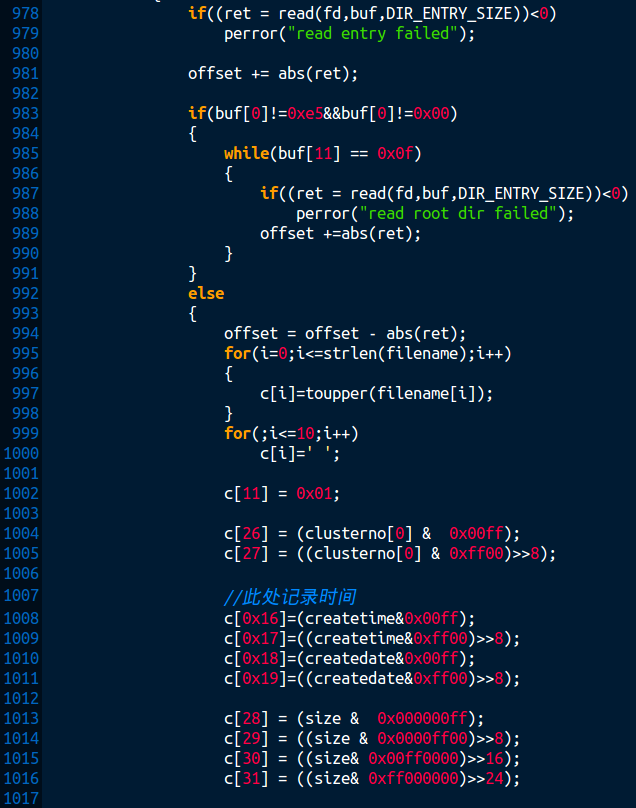 978 if((ret = read(fd,buf,DIR_ENTRY_SIZE))<0)
979 perror("read entry failed");
980
981 offset += abs(ret);
982
983 if(buf[0]!=0xe5&&buf[0]!=0x00)
984 {
985 while(buf[11] == 0x0f)
986 {
987 if((ret = read(fd,buf,DIR_ENTRY_SIZE))<0)
988 perror("read root dir failed");
989 offset +=abs(ret);
990 }
991 }
992 else
993 {
994 offset = offset - abs(ret);
995 for(i=0;i<=strlen(filename);i++)
996 {
997 c[i]=toupper(filename[i]);
998 }
999 for(;i<=10;i++)
1000 c[i]=' ';
1001
1002 c[11] = 0x01;
1003
1004 c[26] = (clusterno[0] &  0x00ff);
1005 c[27] = ((clusterno[0] & 0xff00)>>8);
1006
1007 //此处记录时间
1008 c[0x16]=(createtime&0x00ff);
1009 c[0x17]=((createtime&0xff00)>>8);
1010 c[0x18]=(createdate&0x00ff);
1011 c[0x19]=((createdate&0xff00)>>8);
1012
1013 c[28] = (size &  0x000000ff);
1014 c[29] = ((size & 0x0000ff00)>>8);
1015 c[30] = ((size& 0x00ff0000)>>16);
1016 c[31] = ((size& 0xff000000)>>24);
1017